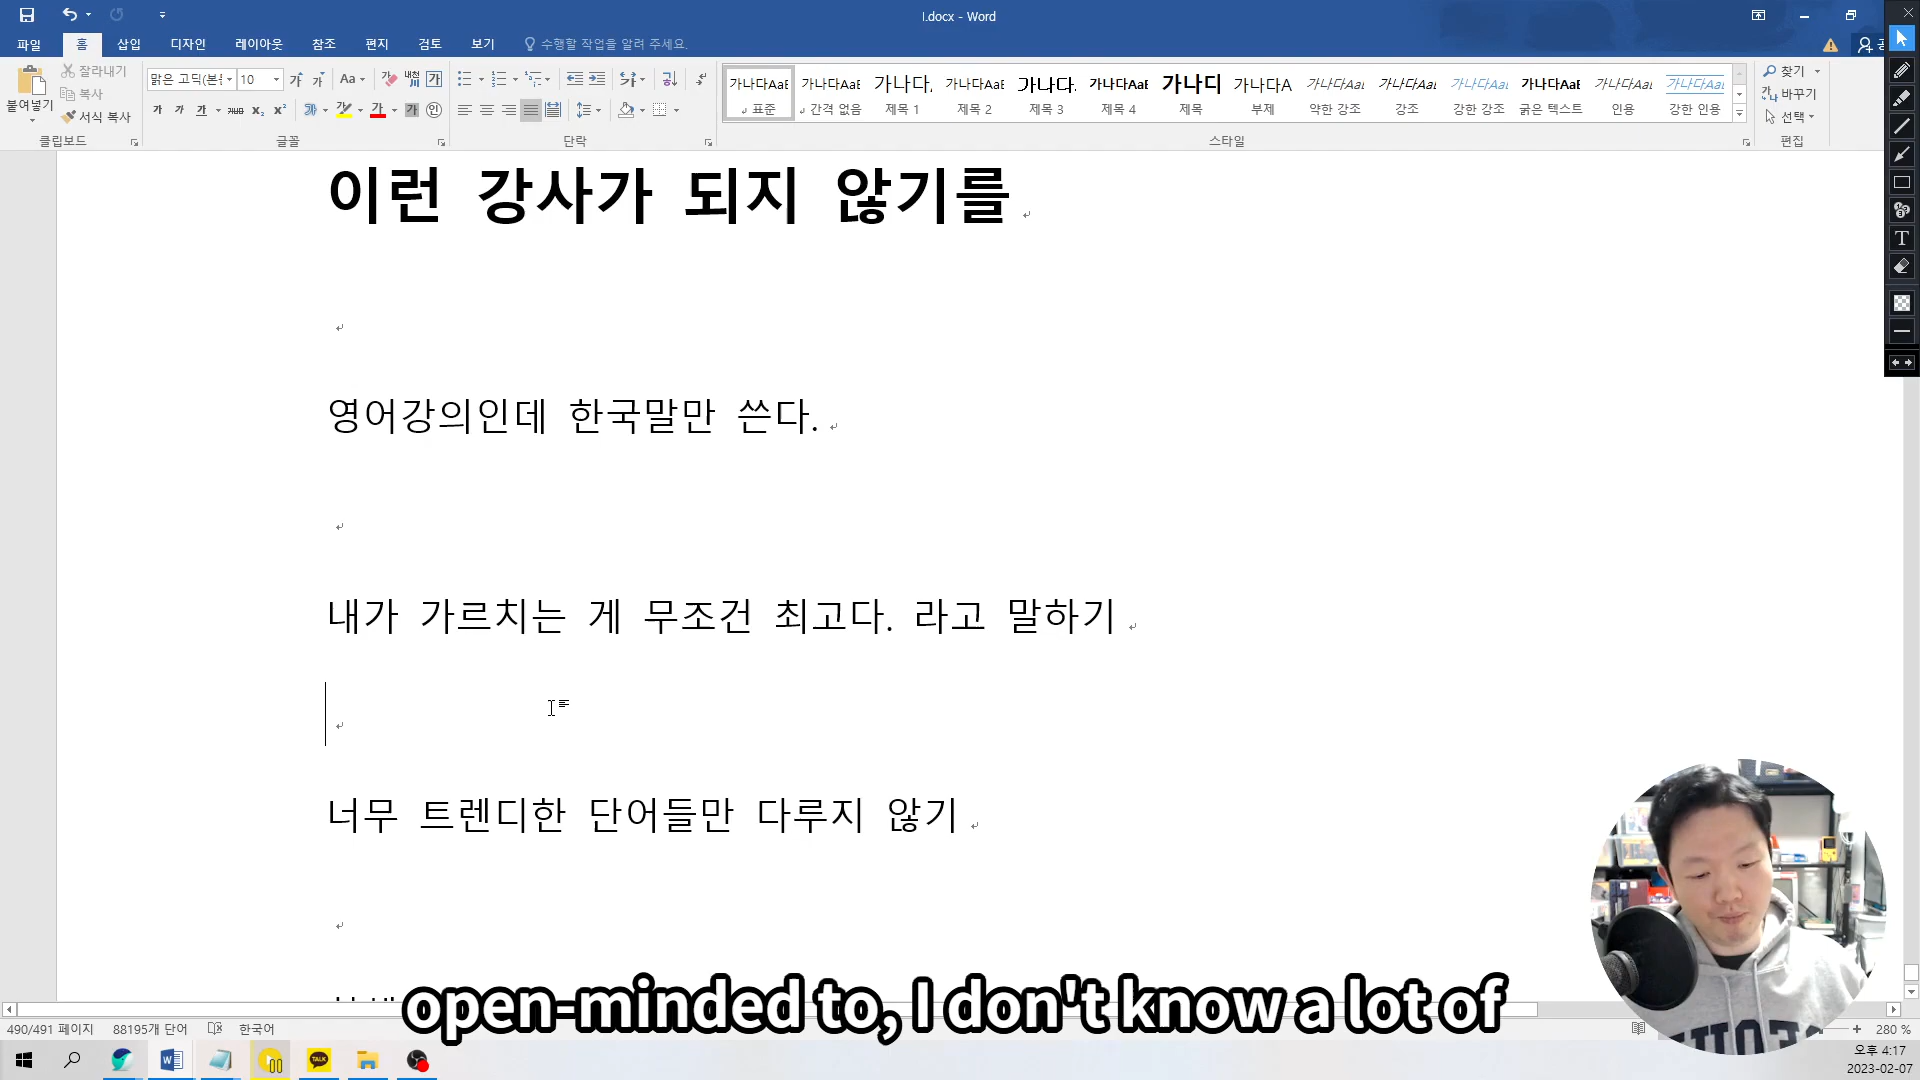 I.docx - Word
파일 홈 삽입 디자인 레이아웃 참조 편지 검토 보기 수행할 작업을 알려 주세요.
붙여넣기
잘라내기
복사
서식 복사
클립보드
맑은 고딕(본 10
글꼴
단락
가나다AaE 가나다AaBb 가나다, 가나다AaE 가나다. 가나다AaE 가나다 가나다A 가나다Aa 가나다Aa 가나다Aa 가나다AaE 가나다Aa 가나다Aa
표준 간격 없음 제목 1 제목 2 제목 3 제목 4 제목 부제 약한 강조 강조 강한 강조 굵은 텍스트 인용 강한 인용
스타일
찾기
바꾸기
선택
편집
이런 강사가 되지 않기를
영어강의인데 한국말만 쓴다.
내가 가르치는 게 무조건 최고다. 라고 말하기
너무 트렌디한 단어들만 다루지 않기
open-minded to, I don't know a lot of
490/491 페이지 88195개 단어 한국어 280 %
TALK
오후 4:17
2023-02-07